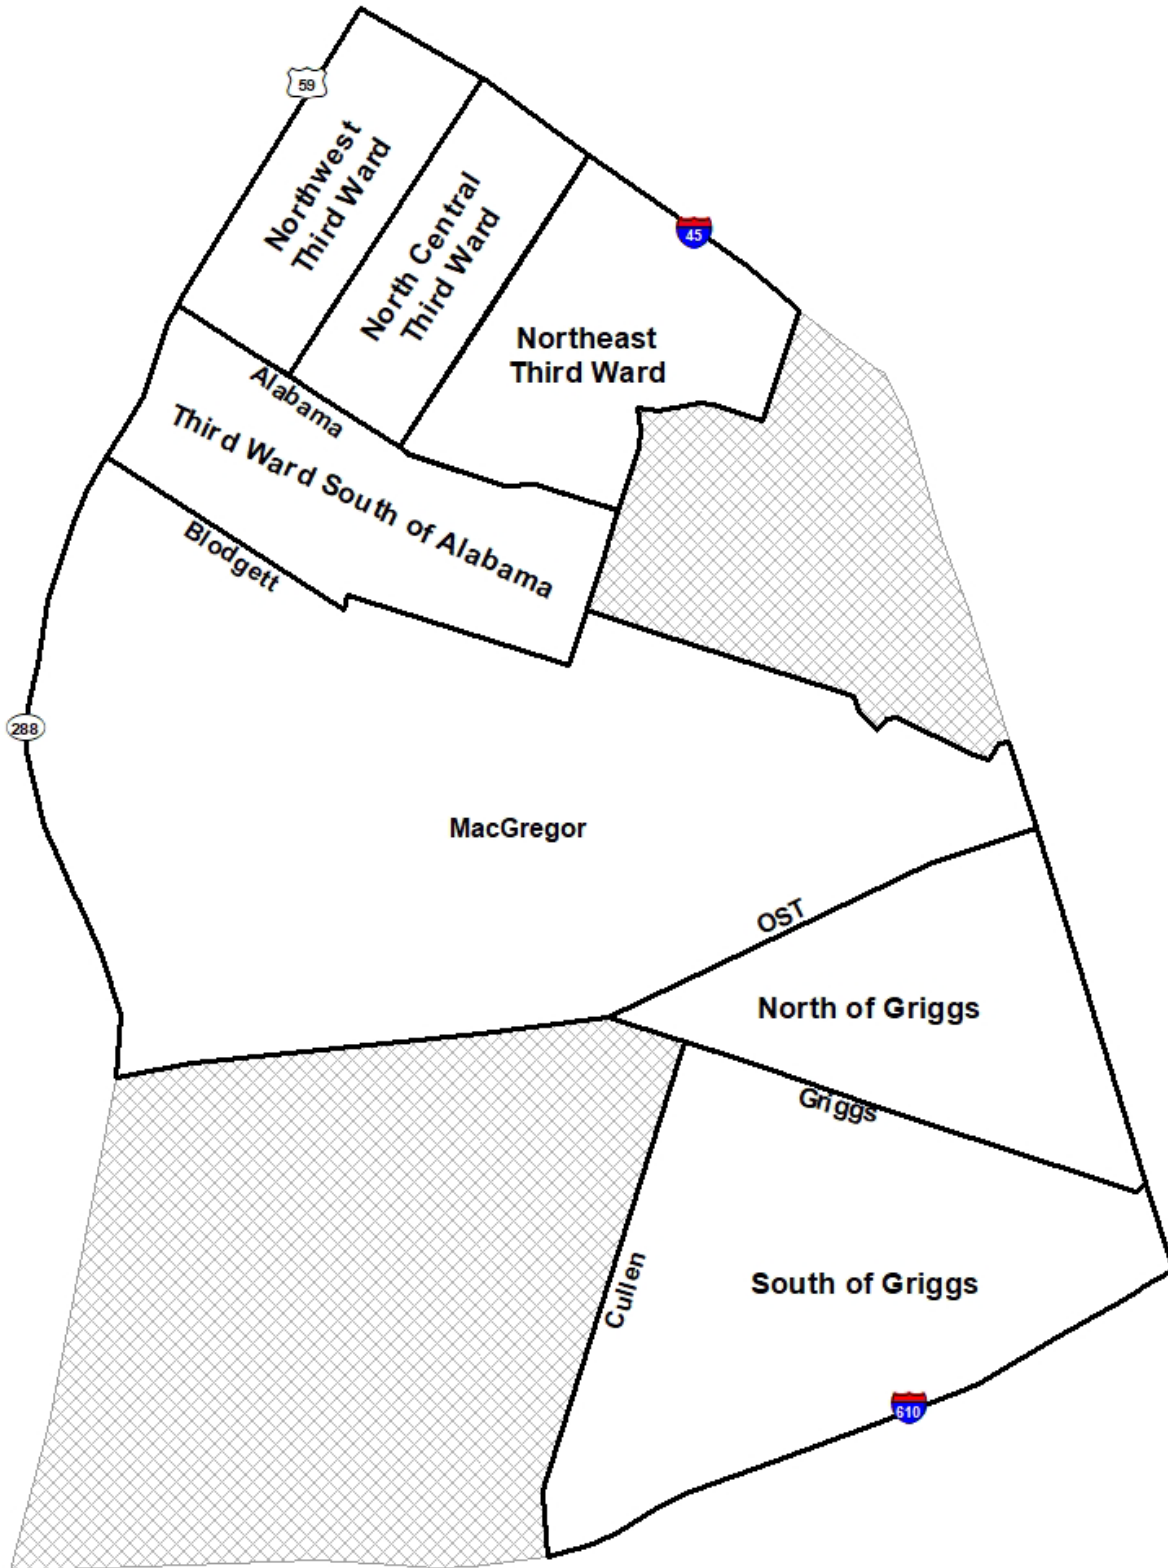 59
Northwest
Third Ward
North Central
Third Ward
45
Northeast
Third Ward
Alabama
Third Ward South of Alabama
Blodgett
288
MacGregor
OST
North of Griggs
Griggs
Cullen
South of Griggs
610